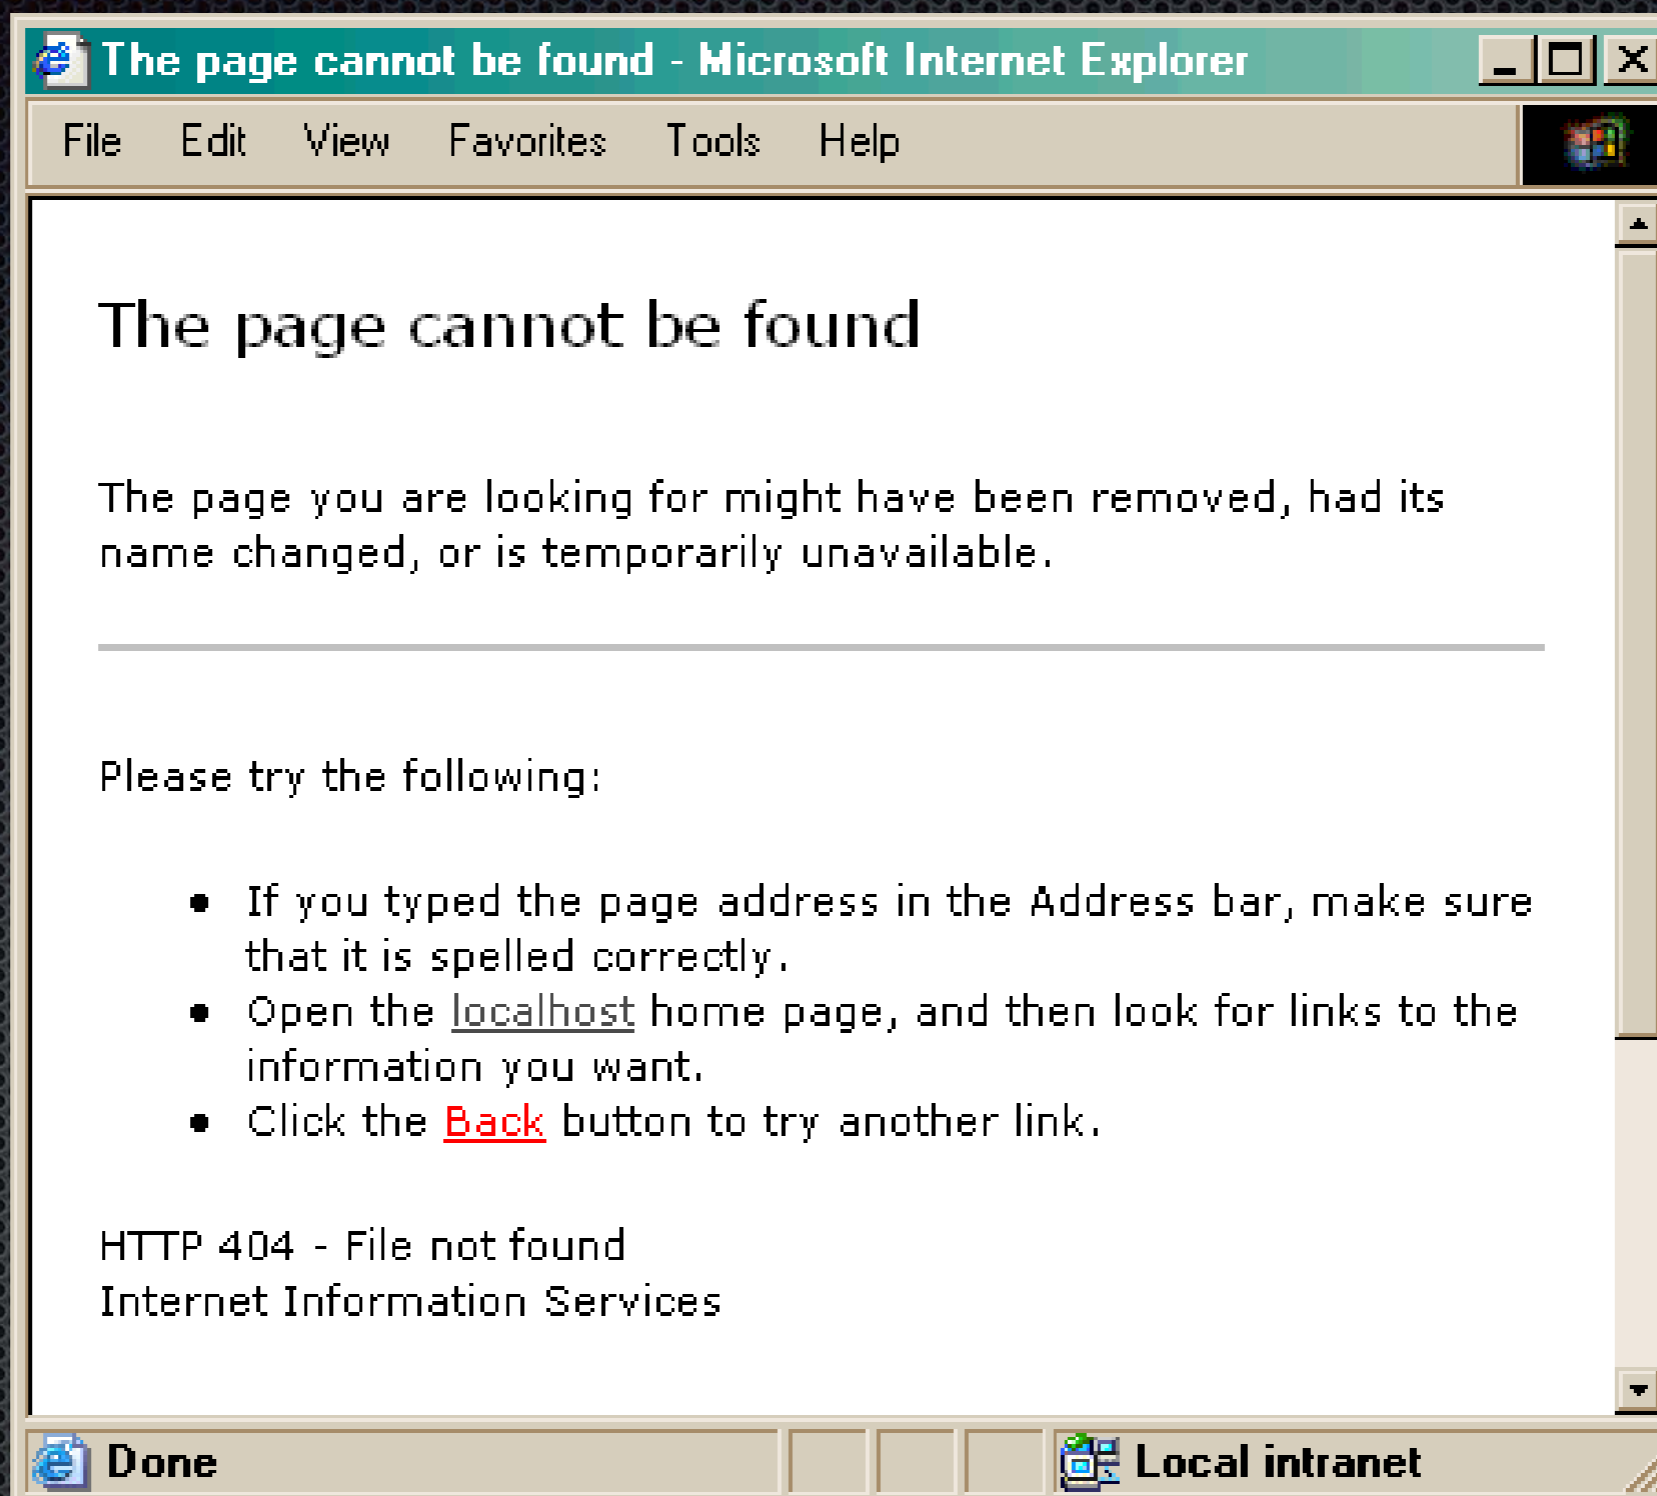 The page cannot be found - Microsoft Internet Explorer
File Edit View Favorites Tools Help
The page cannot be found
The page you are looking for might have been removed, had its
name changed, or is temporarily unavailable.
Please try the following:
If you typed the page address in the Address bar, make sure
that it is spelled correctly.
Open the localhost home page, and then look for links to the
information you want.
Click the Back button to try another link.
HTTP 404 - File not found
Internet Information Services
Done Local intranet